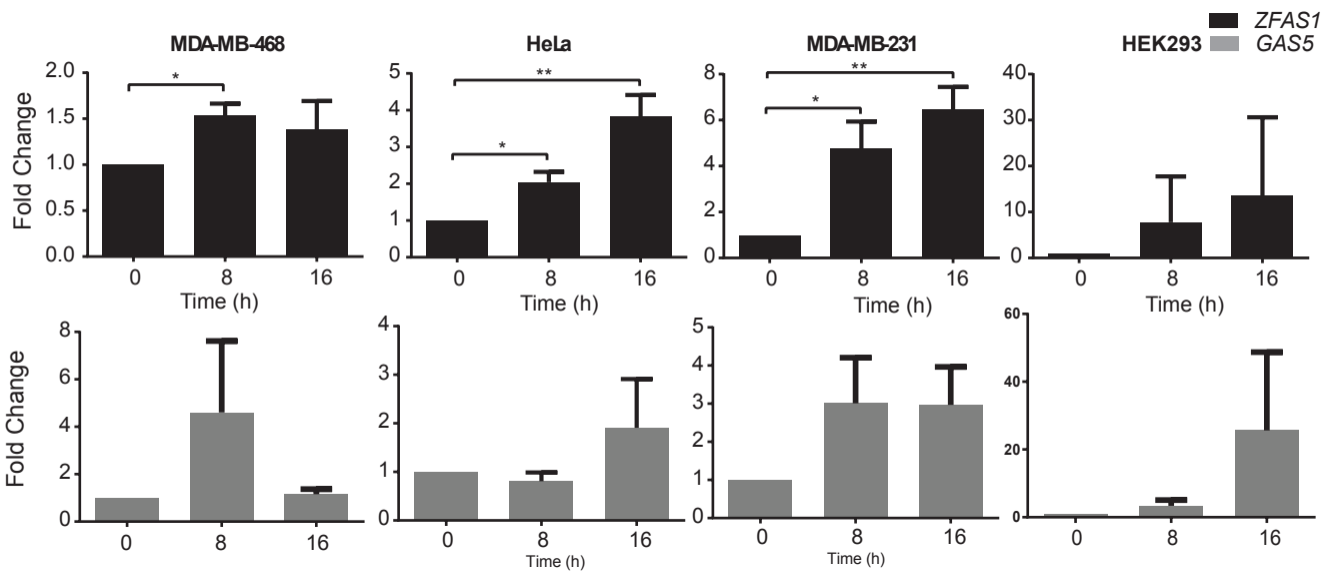 ZFAS1
GAS5
MDA-MB-468
HeLa
MDA-MB-231
HEK293
Fold Change
2.0
1.5
1.0
0.5
0.0
*
0 8 16
Time (h)
5
4
3
2
1
0
**
*
0 8 16
Time (h)
8
6
4
2
0
**
*
0 8 16
Time (h)
40
30
20
10
0
0 8 16
Time (h)
Fold Change
8
6
4
2
0
0 8 16
4
3
2
1
0
0 8 16
Time (h)
5
4
3
2
1
0
0 8 16
Time (h)
60
40
20
0
0 8 16